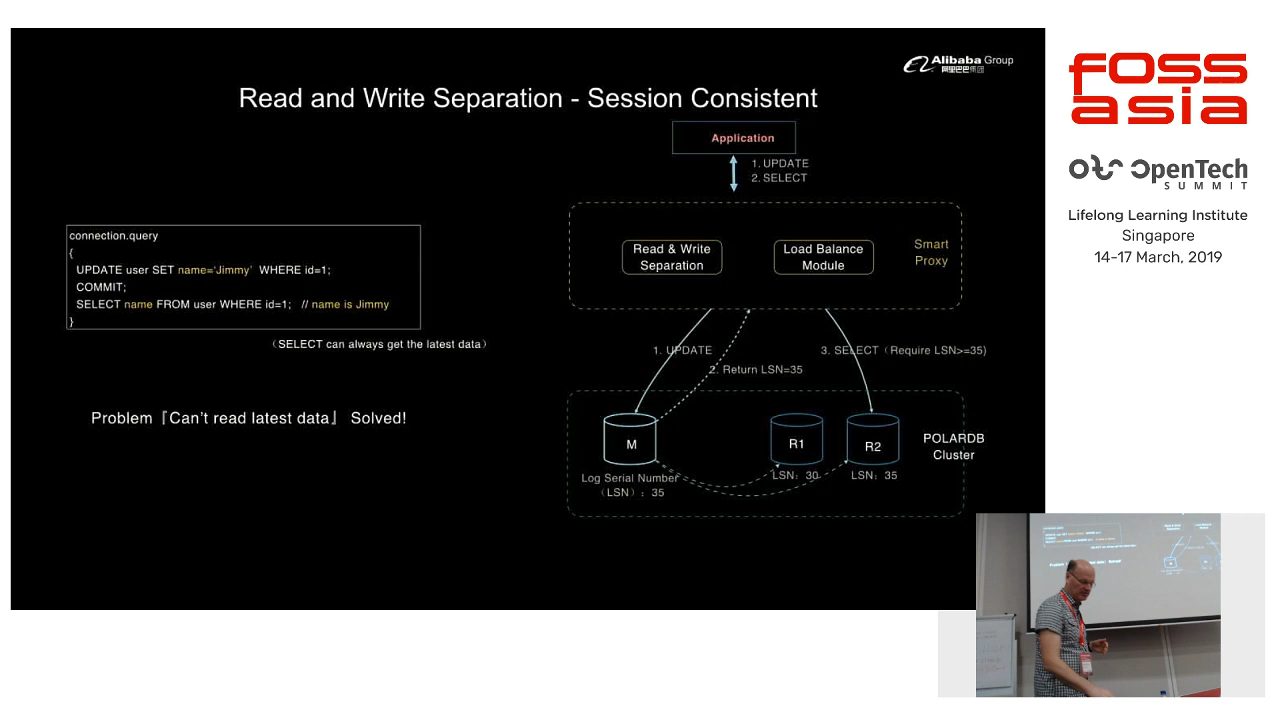 Alibaba Group
阿里巴巴集团
Read and Write Separation - Session Consistent
Application
1. UPDATE
2. SELECT
connection.query
{
UPDATE user SET name='Jimmy' WHERE id=1;
COMMIT;
SELECT name FROM user WHERE id=1; // name is Jimmy
}
（SELECT can always get the latest data）
Problem『Can't read latest data』 Solved!
Read & Write
Separation
Load Balance
Module
Smart
Proxy
1. UPDATE
2. Return LSN=35
3. SELECT（Require LSN>=35)
M
R1
R2
POLARDB
Cluster
Log Serial Number
（LSN）: 35
LSN: 30
LSN: 35
FOSS
asia
OpenTech
SUMMIT
Lifelong Learning Institute
Singapore
14-17 March, 2019